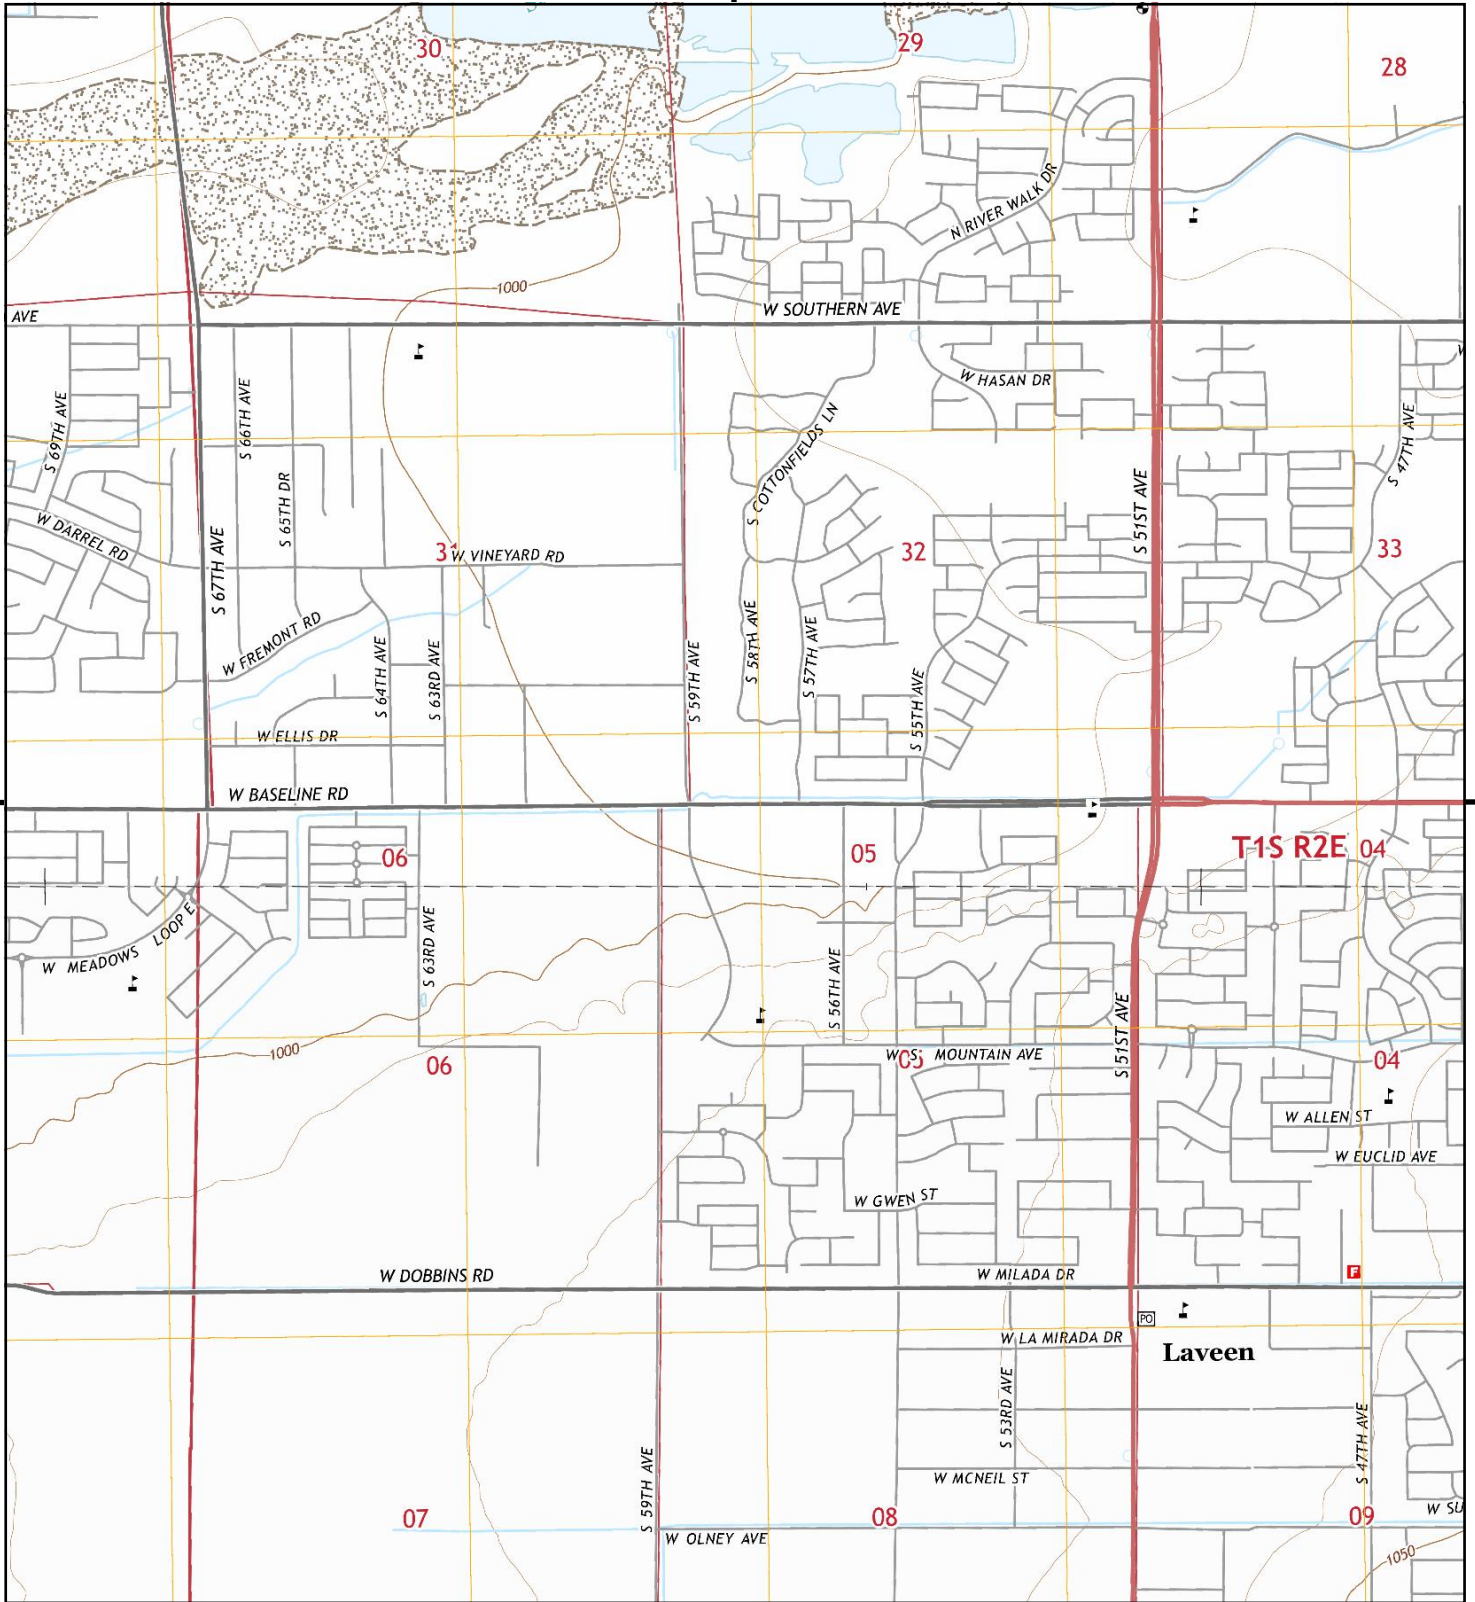 30
29
28
N RIVER WALK DR
1000
AVE
W SOUTHERN AVE
W HASAN DR
S 69TH AVE
S 66TH AVE
S COTTONFIELDS LN
S 47TH AVE
S 65TH DR
S 51ST AVE
W DARREL RD
W VINEYARD RD
32
33
S 67TH AVE
W FREMONT RD
S 64TH AVE
S 63RD AVE
S 59TH AVE
S 58TH AVE
S 57TH AVE
S 55TH AVE
W ELLIS DR
W BASELINE RD
06
05
T1S R2E
04
W MEADOWS LOOP E
S 63RD AVE
S 56TH AVE
S 51ST AVE
1000
06
W S MOUNTAIN AVE
05
04
W ALLEN ST
W EUCLID AVE
W GWEN ST
W DOBBINS RD
W MILADA DR
F
PO
W LA MIRADA DR
Laveen
S 53RD AVE
S 47TH AVE
S 59TH AVE
W MCNEIL ST
07
08
09
W SU
W OLNEY AVE
1050